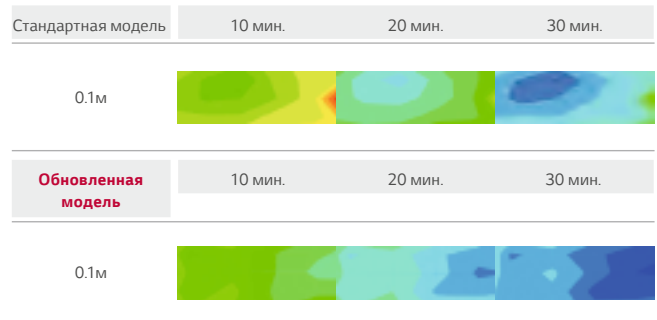 Стандартная модель 10 мин. 20 мин. 30 мин.
0.1м
Обновленная модель 10 мин. 20 мин. 30 мин.
0.1м